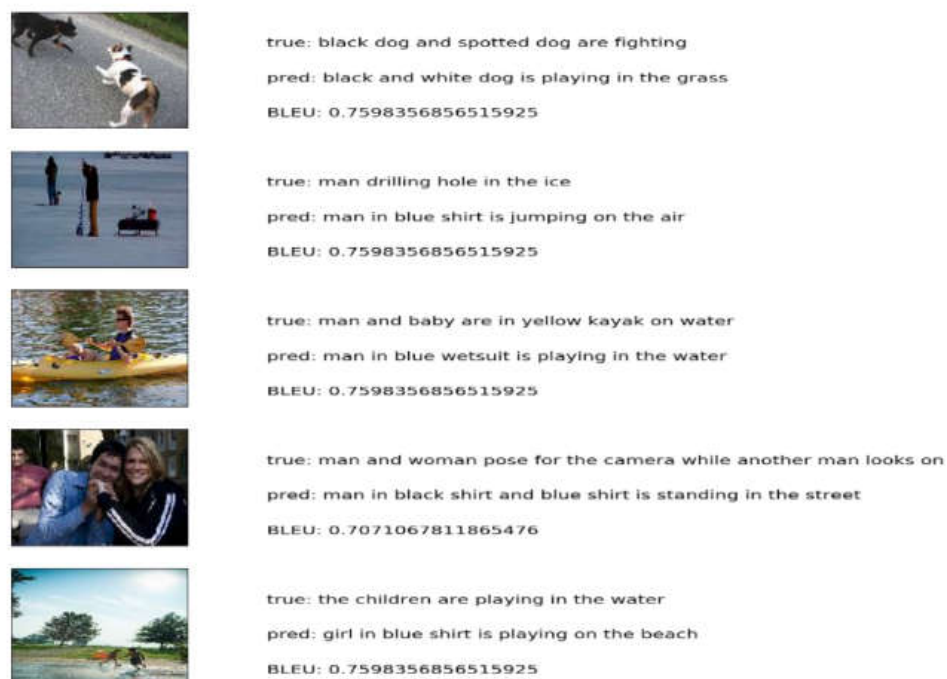 true: black dog and spotted dog are fighting
pred: black and white dog is playing in the grass
BLEU: 0.7598356856515925
true: man drilling hole in the ice
pred: man in blue shirt is jumping on the air
BLEU: 0.7598356856515925
true: man and baby are in yellow kayak on water
pred: man in blue wetsuit is playing in the water
BLEU: 0.7598356856515925
true: man and woman pose for the camera while another man looks on
pred: man in black shirt and blue shirt is standing in the street
BLEU: 0.7071067811865476
true: the children are playing in the water
pred: girl in blue shirt is playing on the beach
BLEU: 0.7598356856515925